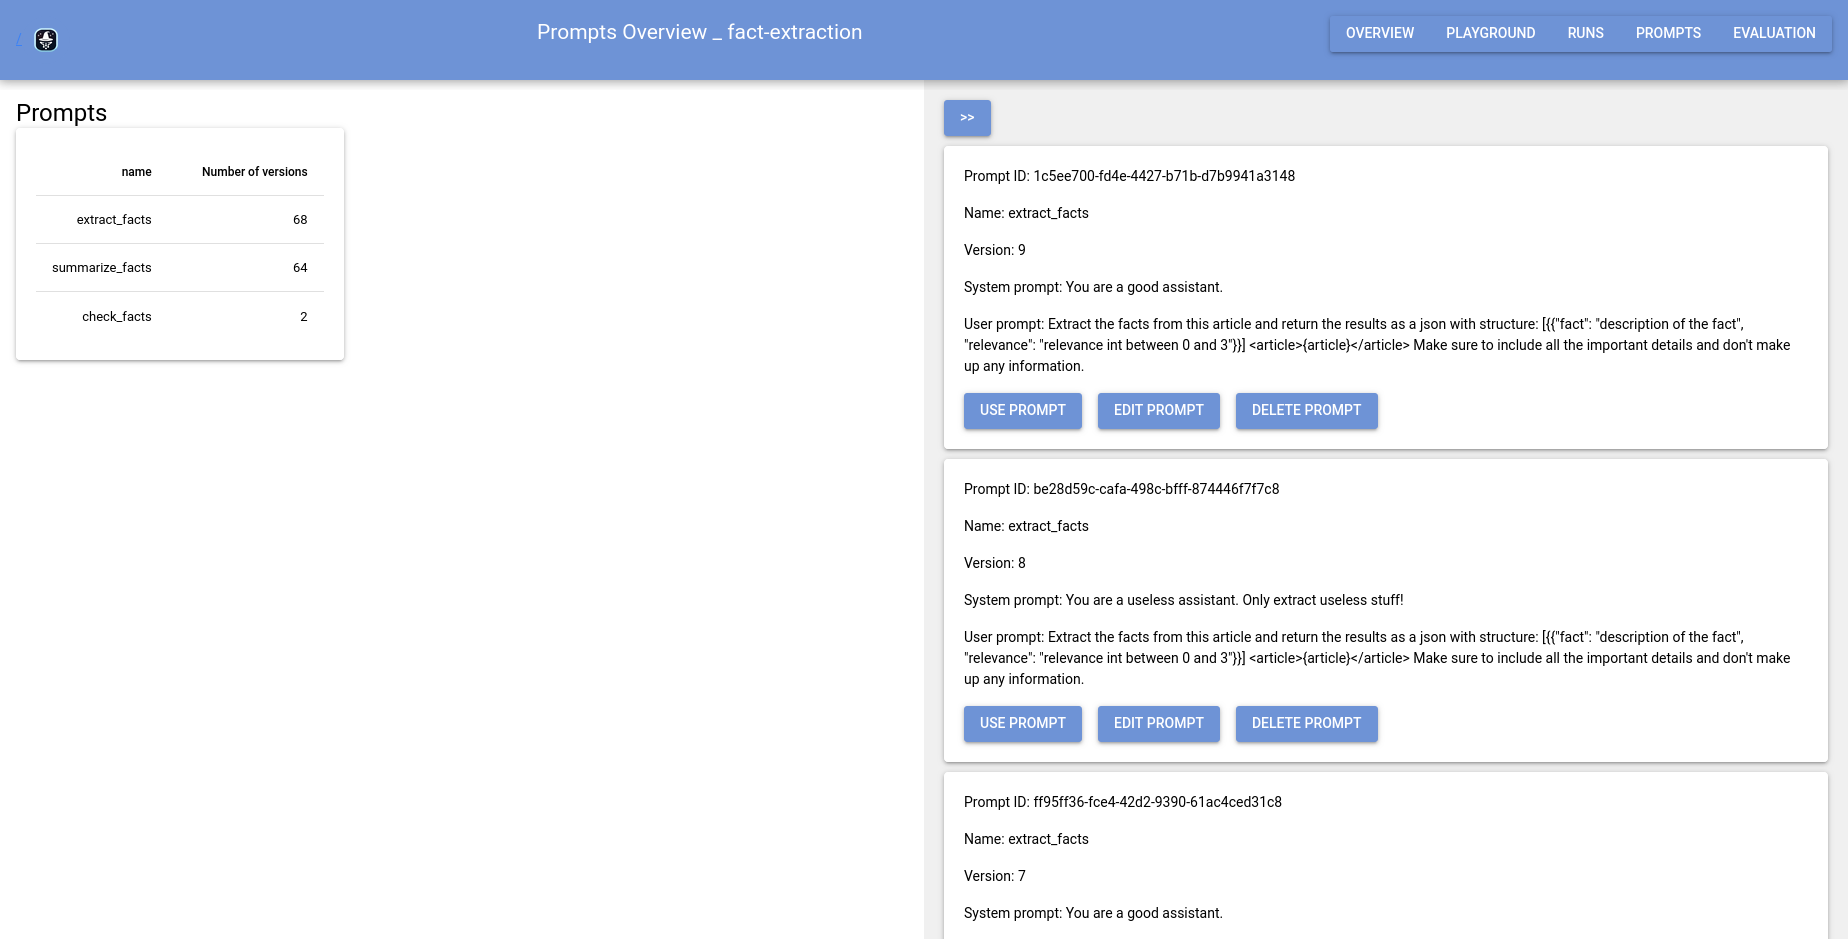 /
Prompts Overview _ fact-extraction
OVERVIEW PLAYGROUND RUNS PROMPTS EVALUATION
Prompts
name Number of versions
extract_facts 68
summarize_facts 64
check_facts 2
>>
Prompt ID: 1c5ee700-fd4e-4427-b71b-d7b9941a3148
Name: extract_facts
Version: 9
System prompt: You are a good assistant.
User prompt: Extract the facts from this article and return the results as a json with structure: [{{"fact": "description of the fact",
"relevance": "relevance int between 0 and 3"}}] <article>{article}</article> Make sure to include all the important details and don't make
up any information.
USE PROMPT EDIT PROMPT DELETE PROMPT
Prompt ID: be28d59c-cafa-498c-bfff-874446f7f7c8
Name: extract_facts
Version: 8
System prompt: You are a useless assistant. Only extract useless stuff!
User prompt: Extract the facts from this article and return the results as a json with structure: [{{"fact": "description of the fact",
"relevance": "relevance int between 0 and 3"}}] <article>{article}</article> Make sure to include all the important details and don't make
up any information.
USE PROMPT EDIT PROMPT DELETE PROMPT
Prompt ID: ff95ff36-fce4-42d2-9390-61ac4ced31c8
Name: extract_facts
Version: 7
System prompt: You are a good assistant.